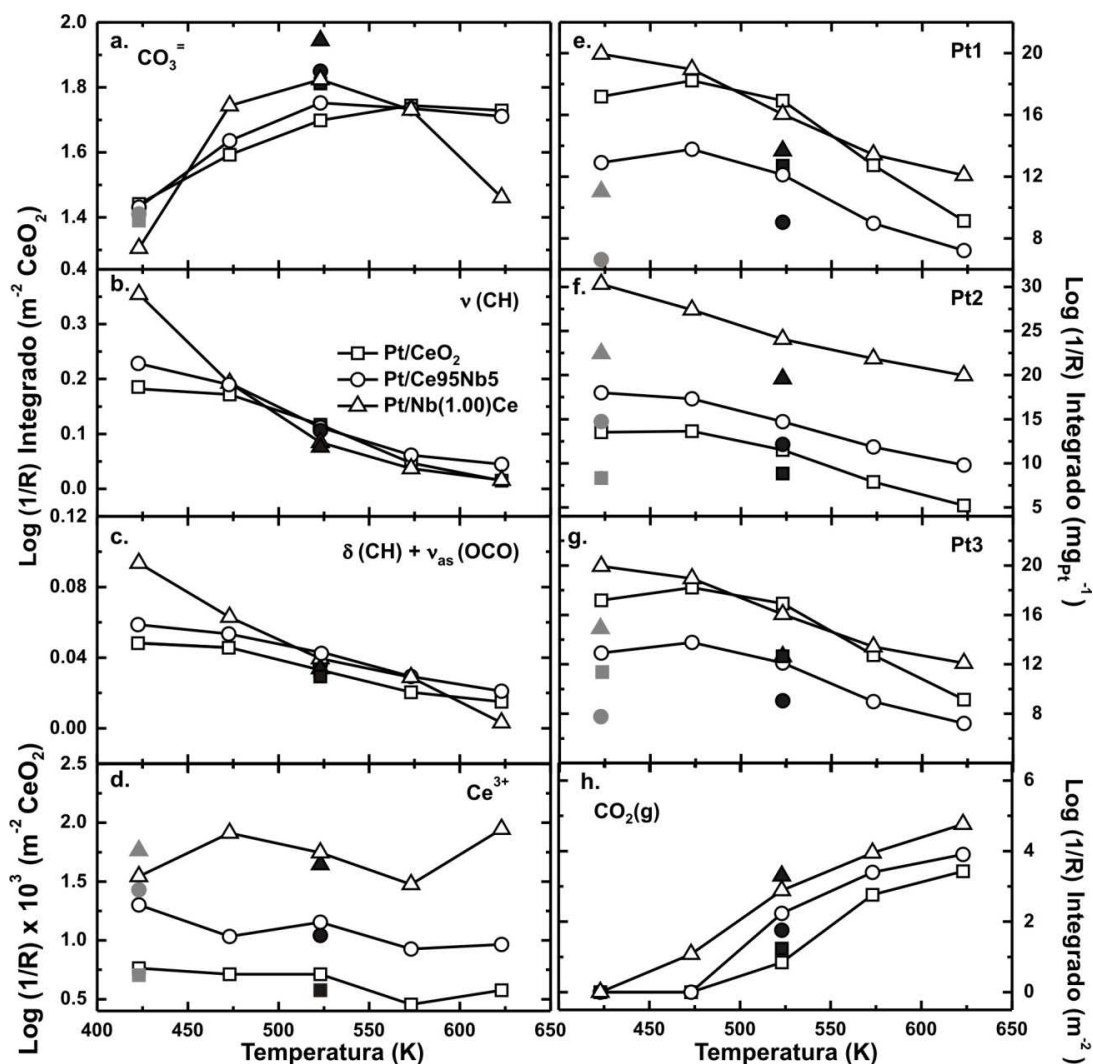 2.0
1.8
1.6
1.4
0.4
a.
CO3=
e.
Pt1
20
16
12
8
0.3
0.2
0.1
0.0
0.12
b.
ν (CH)
Pt/CeO2
Pt/Ce95Nb5
Pt/Nb(1.00)Ce
f.
Pt2
30
25
20
15
10
5
Log (1/R) Integrado (m-2 CeO2)
Log (1/R) Integrado (mgPt-1)
0.08
0.04
0.00
2.5
c.
δ (CH) + νas (OCO)
g.
Pt3
20
16
12
8
2.0
1.5
1.0
0.5
d.
Ce3+
h.
CO2(g)
6
4
2
0
Log (1/R) x 103 (m-2 CeO2)
Log (1/R) Integrado (m-2)
400 450 500 550 600 650
450 500 550 600 650
Temperatura (K)
Temperatura (K)